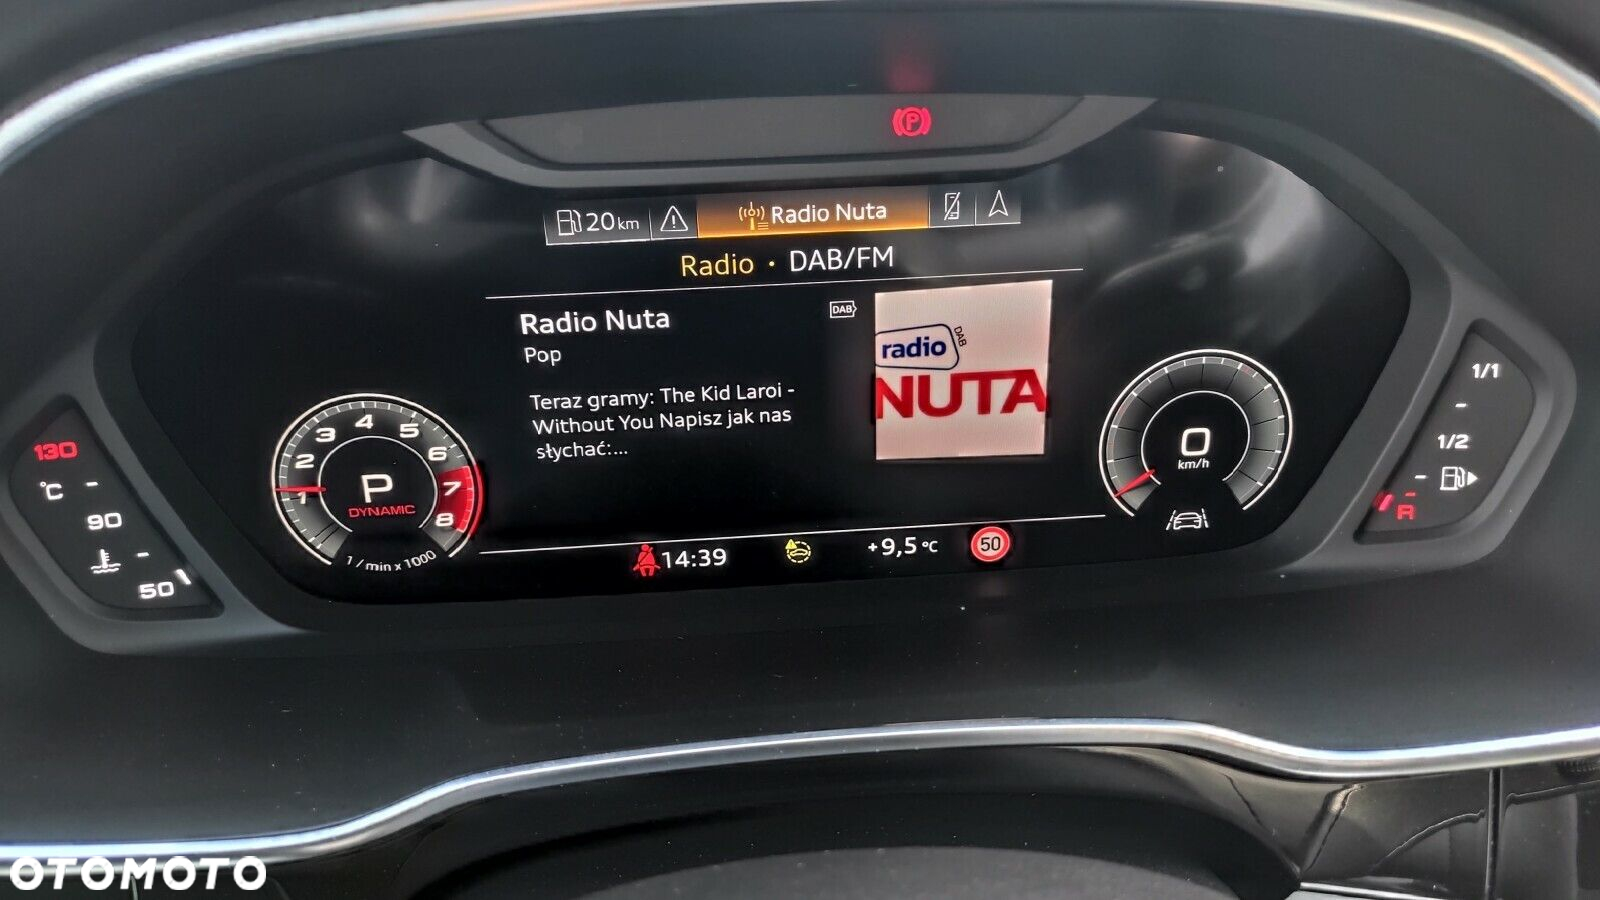 P
20 km
Radio Nuta
Radio · DAB/FM
Radio Nuta
DAB
Pop
Teraz gramy: The Kid Laroi -
Without You Napisz jak nas
słychać:...
radio
DAB
NUTA
1
2
3
4
5
6
7
8
P
DYNAMIC
1 / min x 1000
130
°C
90
50
0
km/h
1/1
1/2
R
14:39
+9,5 °C
50
OTOMOTO